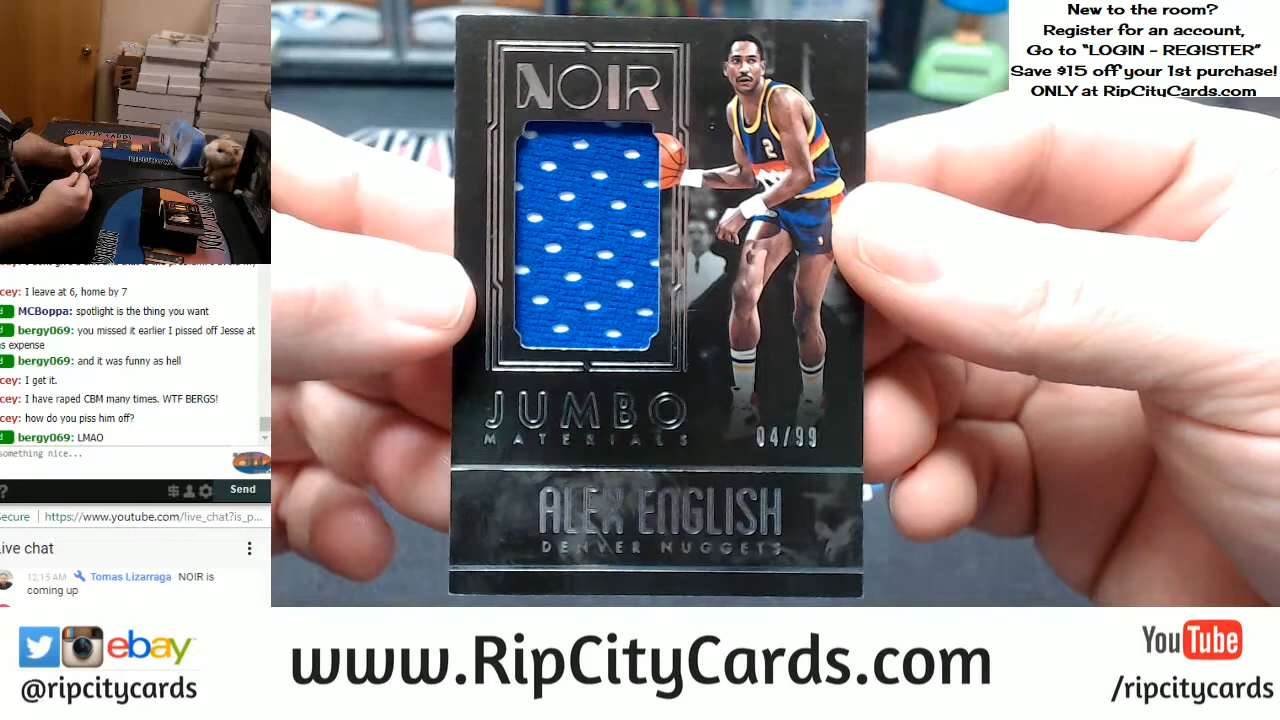 New to the room?
Register for an account,
Go to “LOGIN - REGISTER”
Save $15 off your 1st purchase!
ONLY at RipCityCards.com
NOIR
2
JUMBO
MATERIALS
04/99
ALEX ENGLISH
DENVER NUGGETS
cey: I leave at 6, home by 7
MCBoppa: spotlight is the thing you want
bergy069: you missed it earlier I pissed off Jesse at
s expense
bergy069: and it was funny as hell
cey: I get it.
cey: I have raped CBM many times. WTF BERGS!
cey: how do you piss him off?
bergy069: LMAO
something nice...
? $ Send
Secure https://www.youtube.com/live_chat?is_p...
Live chat
12:15 AM Tomas Lizarraga NOIR is
coming up
ebay
@ripcitycards
www.RipCityCards.com
YouTube
/ripcitycards